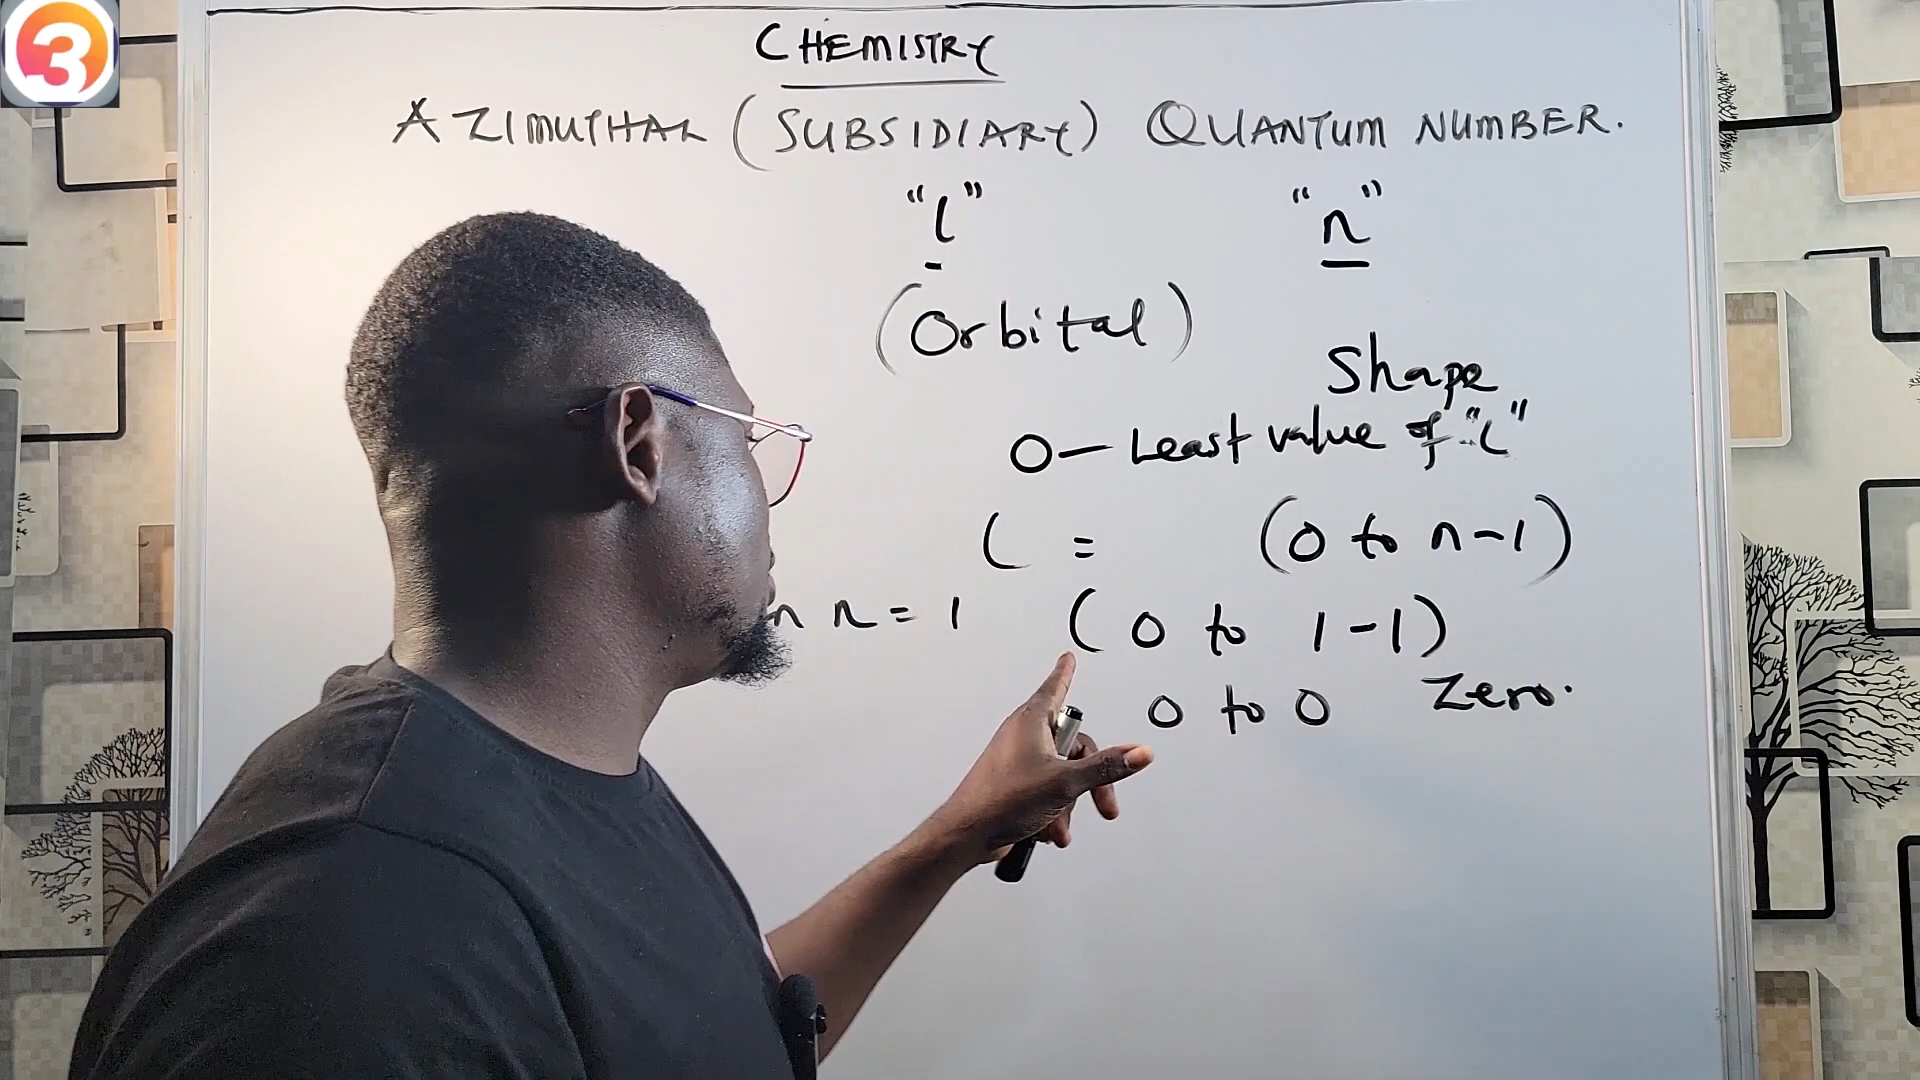 3
CHEMISTRY
AZIMUTHAL (SUBSIDIARY) QUANTUM NUMBER.
"l" "n"
(Orbital)
Shape
0 - Least value of "l"
l = (0 to n-1)
n = 1 (0 to 1-1)
0 to 0 Zero.